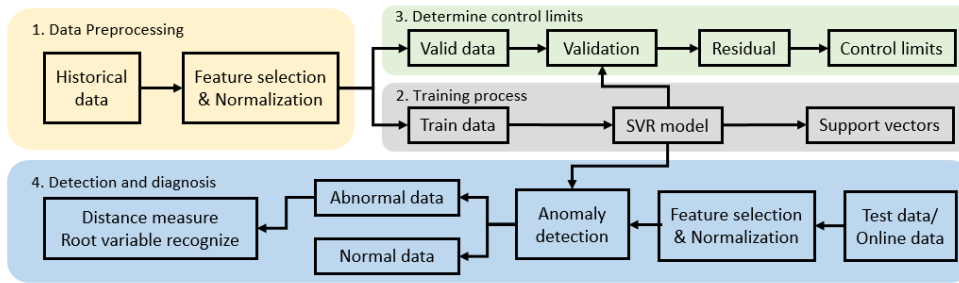 1. Data Preprocessing
Historical
data
Feature selection
& Normalization
3. Determine control limits
Valid data
Validation
Residual
Control limits
2. Training process
Train data
SVR model
Support vectors
4. Detection and diagnosis
Distance measure
Root variable recognize
Abnormal data
Normal data
Anomaly
detection
Feature selection
& Normalization
Test data/
Online data